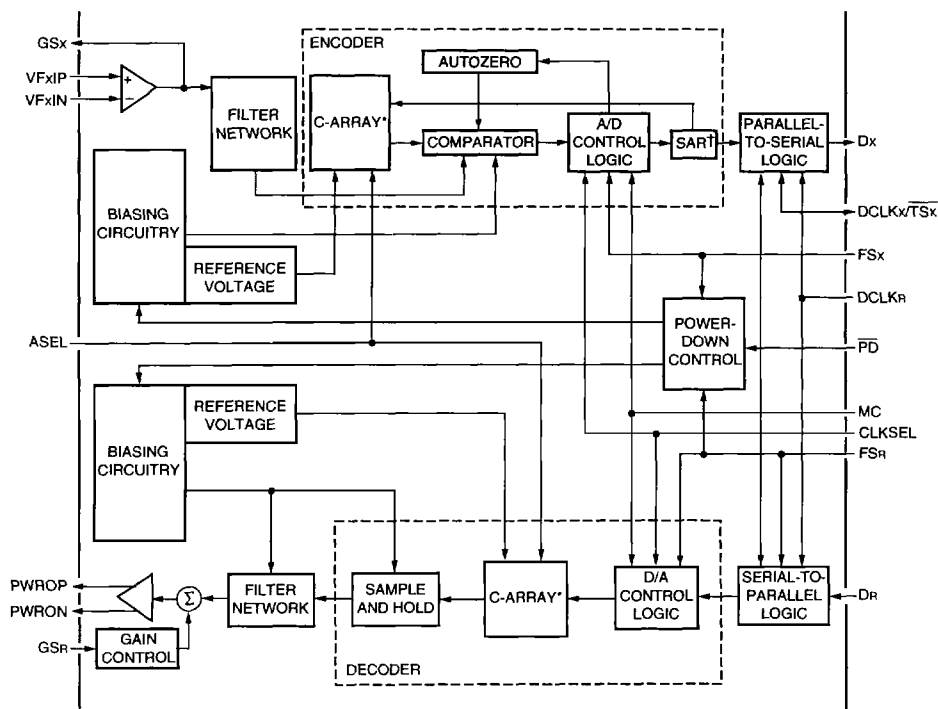 GSX
VFXIP
VFXIN
+
−
FILTER
NETWORK
ENCODER
AUTOZERO
C-ARRAY*
COMPARATOR
A/D
CONTROL
LOGIC
SAR†
PARALLEL-
TO-SERIAL
LOGIC
DX
DCLKX/TSX
FSX
DCLKR
PD
MC
CLKSEL
FSR
BIASING
CIRCUITRY
REFERENCE
VOLTAGE
POWER-
DOWN
CONTROL
ASEL
BIASING
CIRCUITRY
REFERENCE
VOLTAGE
PWROP
PWRON
GSR
Σ
GAIN
CONTROL
FILTER
NETWORK
SAMPLE
AND HOLD
C-ARRAY*
D/A
CONTROL
LOGIC
DECODER
SERIAL-TO-
PARALLEL
LOGIC
DR